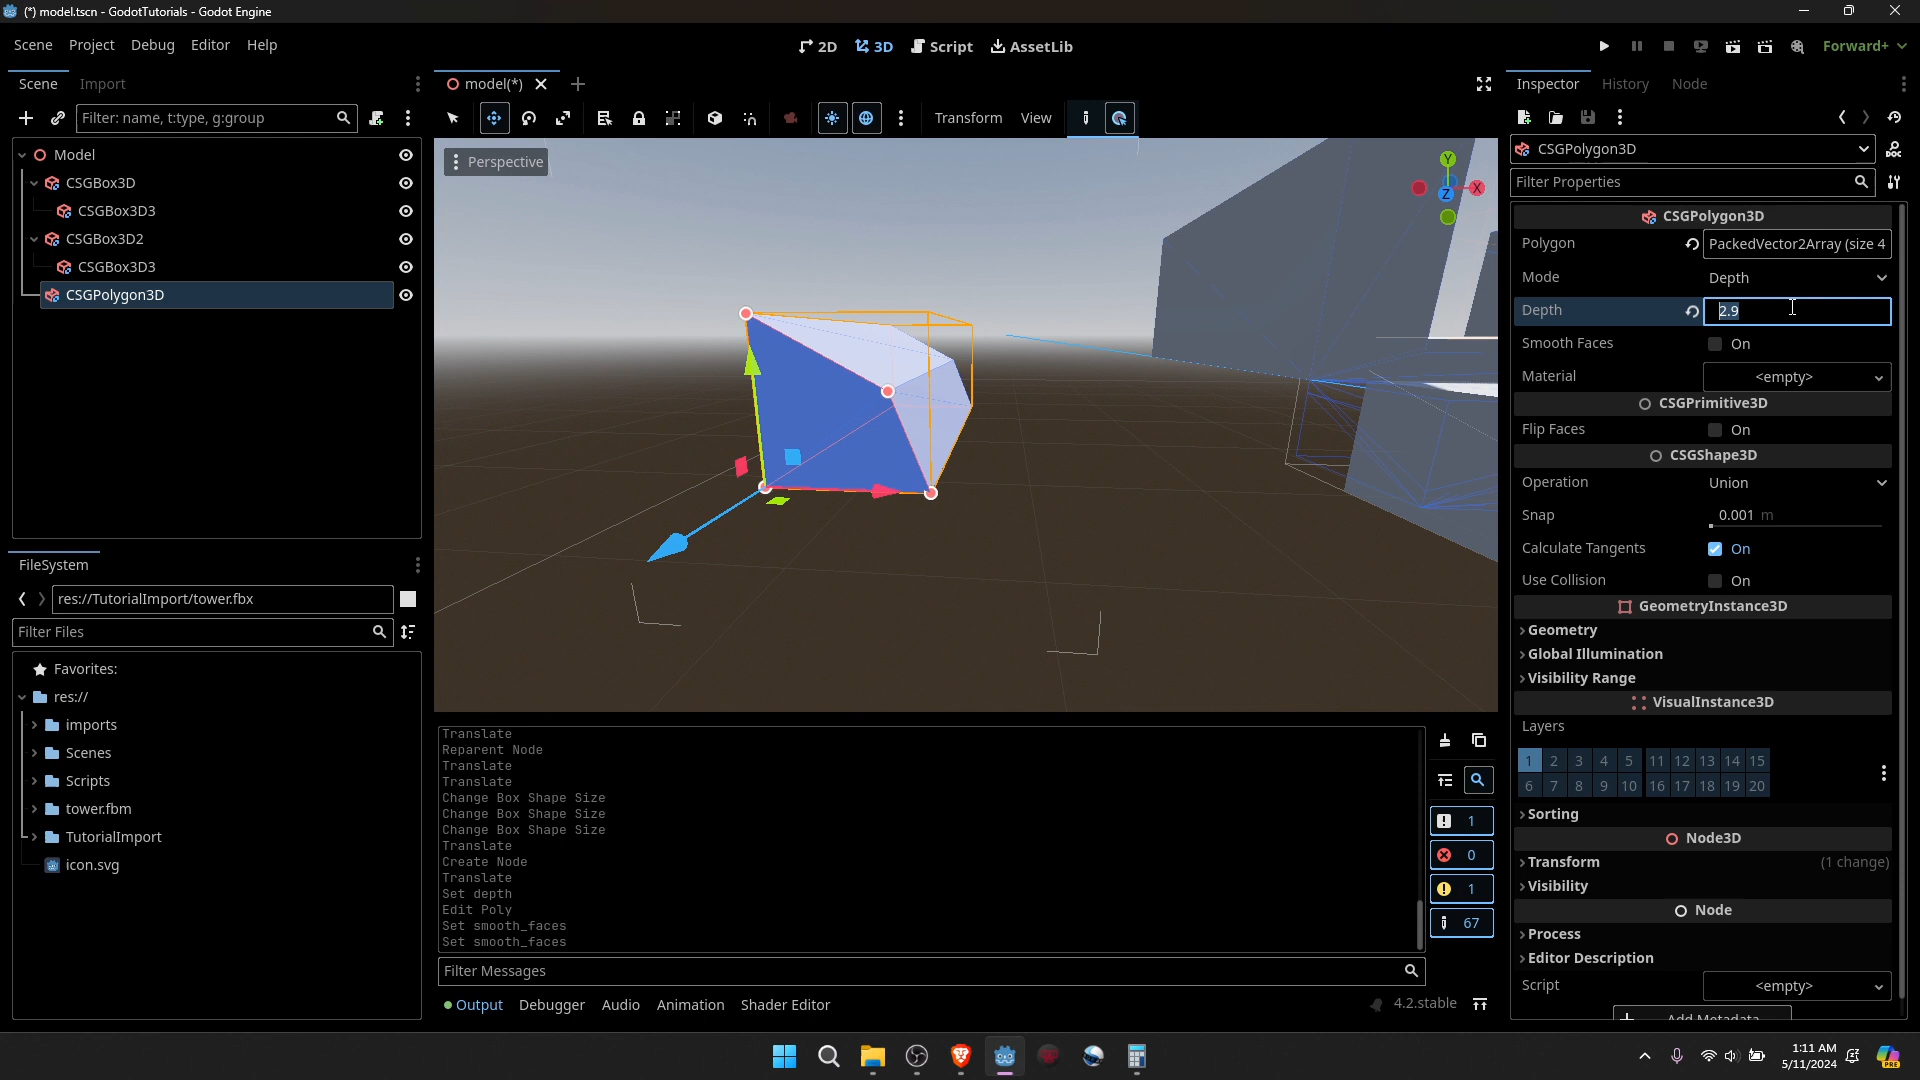 (*) model.tscn - GodotTutorials - Godot Engine
Scene Project Debug Editor Help
2D 3D Script AssetLib
Forward+
Scene Import
model(*)
Inspector History Node
Filter: name, t:type, g:group
Transform View
Model
CSGBox3D
CSGBox3D3
CSGBox3D2
CSGBox3D3
CSGPolygon3D
Perspective
Y
X
Z
CSGPolygon3D
Filter Properties
CSGPolygon3D
Polygon PackedVector2Array (size 4
Mode Depth
Depth 2.9
Smooth Faces On
Material <empty>
CSGPrimitive3D
Flip Faces On
CSGShape3D
Operation Union
Snap 0.001 m
Calculate Tangents On
Use Collision On
GeometryInstance3D
Geometry
Global Illumination
Visibility Range
VisualInstance3D
Layers
1 2 3 4 5 11 12 13 14 15
6 7 8 9 10 16 17 18 19 20
Sorting
Node3D
Transform (1 change)
Visibility
Node
Process
Editor Description
Script <empty>
Add Metadata
FileSystem
res://TutorialImport/tower.fbx
Filter Files
Favorites:
res://
imports
Scenes
Scripts
tower.fbm
TutorialImport
icon.svg
Translate
Reparent Node
Translate
Translate
Change Box Shape Size
Change Box Shape Size
Change Box Shape Size
Translate
Create Node
Translate
Set depth
Edit Poly
Set smooth_faces
Set smooth_faces
1
0
1
67
Filter Messages
Output Debugger Audio Animation Shader Editor
4.2.stable
1:11 AM
5/11/2024
PRE